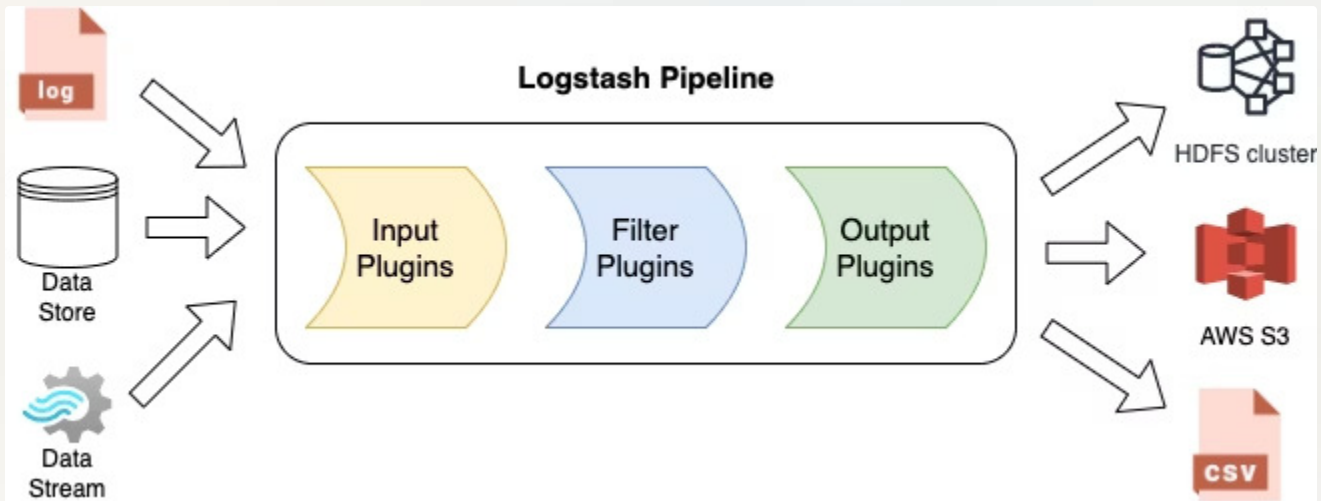 log
Data
Store
Data
Stream
Logstash Pipeline
Input
Plugins
Filter
Plugins
Output
Plugins
HDFS cluster
AWS S3
CSV